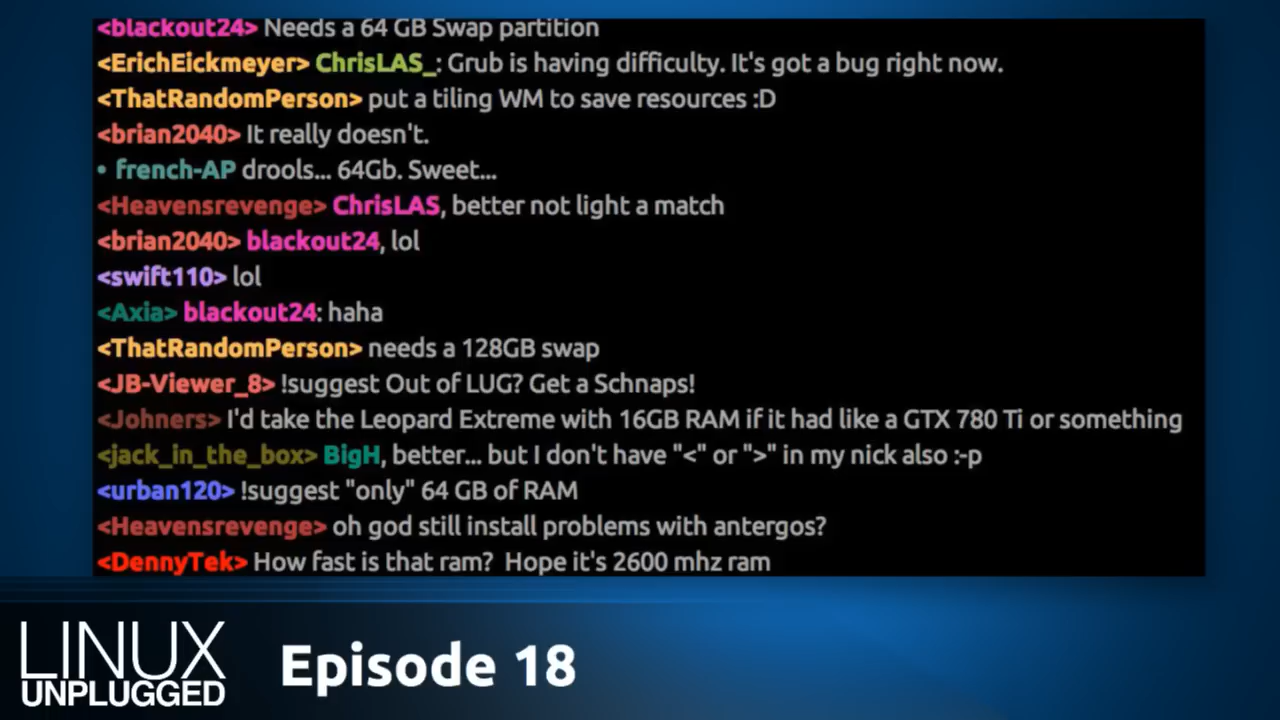 <blackout24> Needs a 64 GB Swap partition
<ErichEickmeyer> ChrisLAS_: Grub is having difficulty. It's got a bug right now.
<ThatRandomPerson> put a tiling WM to save resources :D
<brian2040> It really doesn't.
• french-AP drools... 64Gb. Sweet...
<Heavensrevenge> ChrisLAS, better not light a match
<brian2040> blackout24, lol
<swift110> lol
<Axia> blackout24: haha
<ThatRandomPerson> needs a 128GB swap
<JB-Viewer_8> !suggest Out of LUG? Get a Schnaps!
<Johners> I'd take the Leopard Extreme with 16GB RAM if it had like a GTX 780 Ti or something
<jack_in_the_box> BigH, better... but I don't have "<" or ">" in my nick also :-p
<urban120> !suggest "only" 64 GB of RAM
<Heavensrevenge> oh god still install problems with antergos?
<DennyTek> How fast is that ram?  Hope it's 2600 mhz ram
LINUX
UNPLUGGED
Episode 18